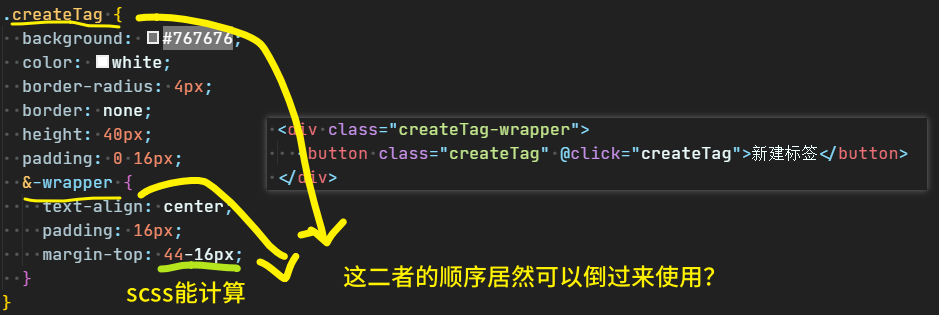 .createTag {
background: #767676;
color: white;
border-radius: 4px;
border: none;
height: 40px;
padding: 0 16px;
&-wrapper {
text-align: center;
padding: 16px;
margin-top: 44-16px;
}
}
<div class="createTag-wrapper">
<button class="createTag" @click="createTag">新建标签</button>
</div>
这二者的顺序居然可以倒过来使用?
scss能计算